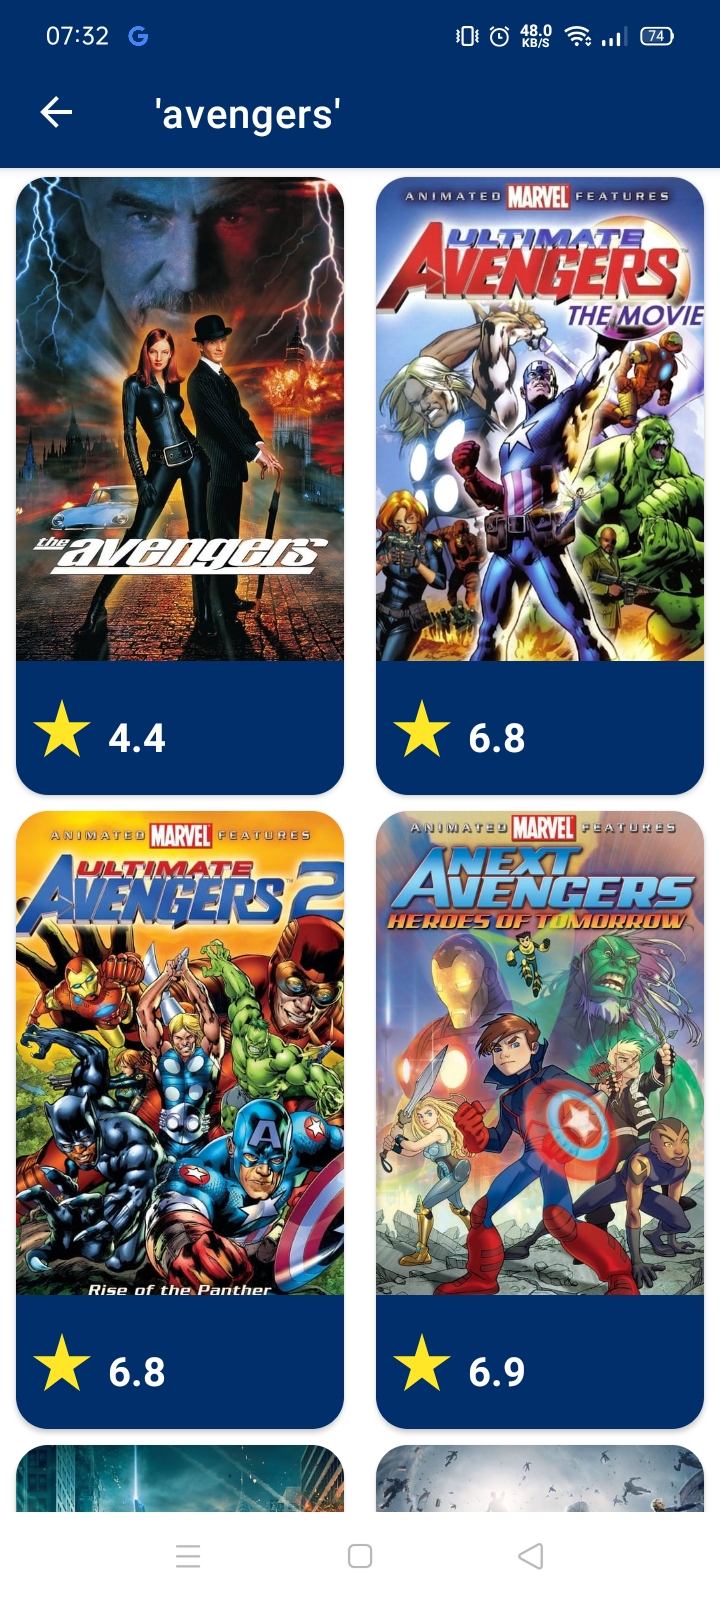 07:32
48.0
KB/S
74
'avengers'
the avengers
4.4
ANIMATED MARVEL FEATURES
ULTIMATE
AVENGERS™
THE MOVIE
6.8
ANIMATED MARVEL FEATURES
ULTIMATE
AVENGERS™ 2
Rise of the Panther
6.8
ANIMATED MARVEL FEATURES
NEXT
AVENGERS
HEROES OF TOMORROW
6.9